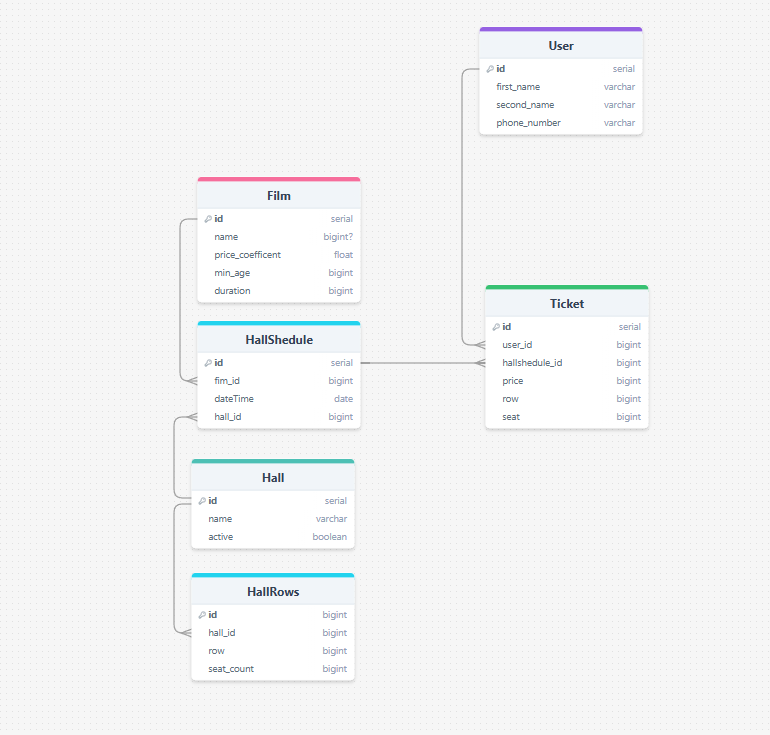 User
id serial
first_name varchar
second_name varchar
phone_number varchar
Film
id serial
name bigint?
price_coefficent float
min_age bigint
duration bigint
HallShedule
id serial
fim_id bigint
dateTime date
hall_id bigint
Ticket
id serial
user_id bigint
hallshedule_id bigint
price bigint
row bigint
seat bigint
Hall
id serial
name varchar
active boolean
HallRows
id bigint
hall_id bigint
row bigint
seat_count bigint